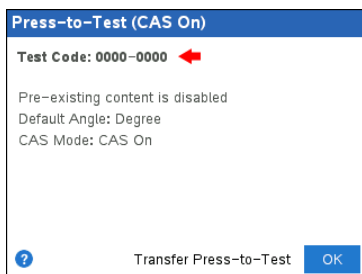 Press-to-Test (CAS On)
Test Code: 0000-0000
Pre-existing content is disabled
Default Angle: Degree
CAS Mode: CAS On
?
Transfer Press-to-Test OK